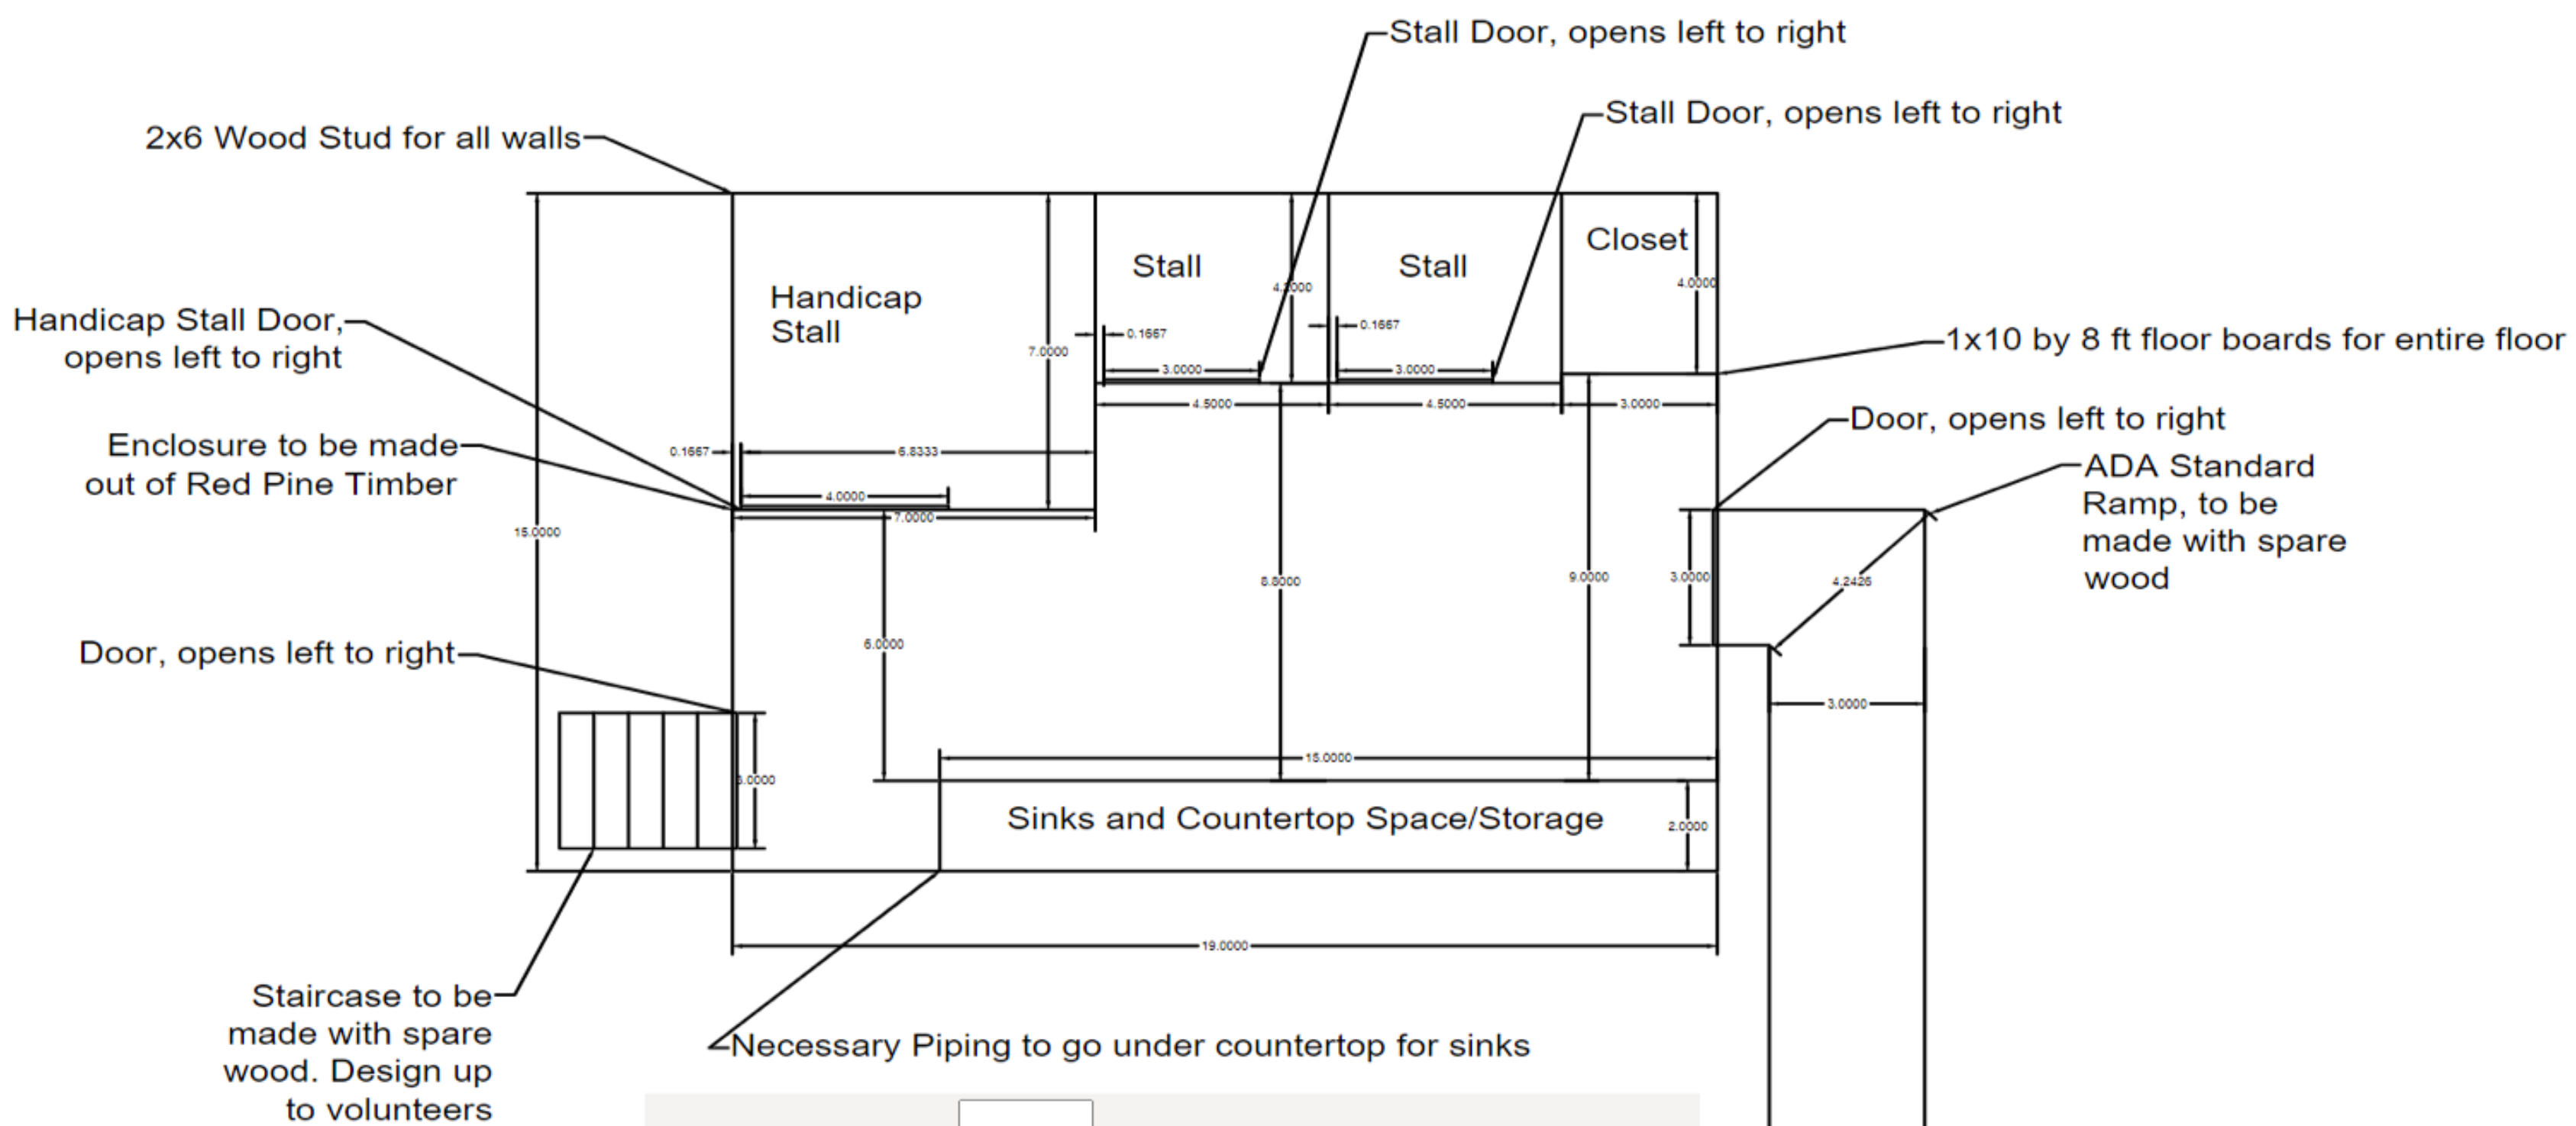 Stall Door, opens left to right
Stall Door, opens left to right
2x6 Wood Stud for all walls
Closet
Stall
Stall
4.0000
Handicap
Stall
4.2000
Handicap Stall Door,
opens left to right
0.1667
0.1667
1x10 by 8 ft floor boards for entire floor
7.0000
3.0000
3.0000
4.5000
4.5000
3.0000
Door, opens left to right
Enclosure to be made
out of Red Pine Timber
0.1667
6.8333
ADA Standard
Ramp, to be
made with spare
wood
4.0000
7.0000
15.0000
8.8000
9.0000
3.0000
4.2426
6.0000
Door, opens left to right
3.0000
15.0000
3.0000
Sinks and Countertop Space/Storage
2.0000
19.0000
Staircase to be
made with spare
wood. Design up
to volunteers
Necessary Piping to go under countertop for sinks